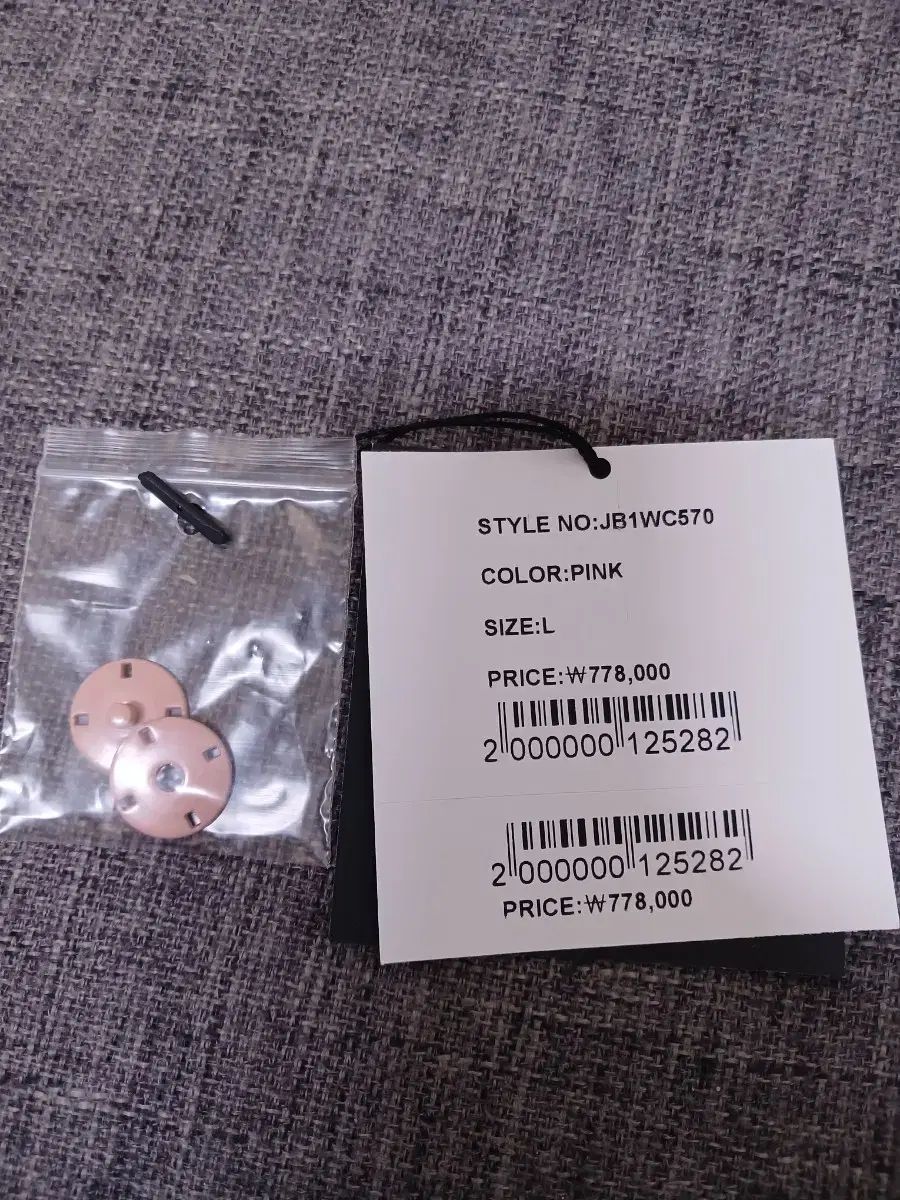 STYLE NO:JB1WC570
COLOR:PINK
SIZE:L
PRICE:₩778,000
2 000000 125282
2 000000 125282
PRICE:₩778,000